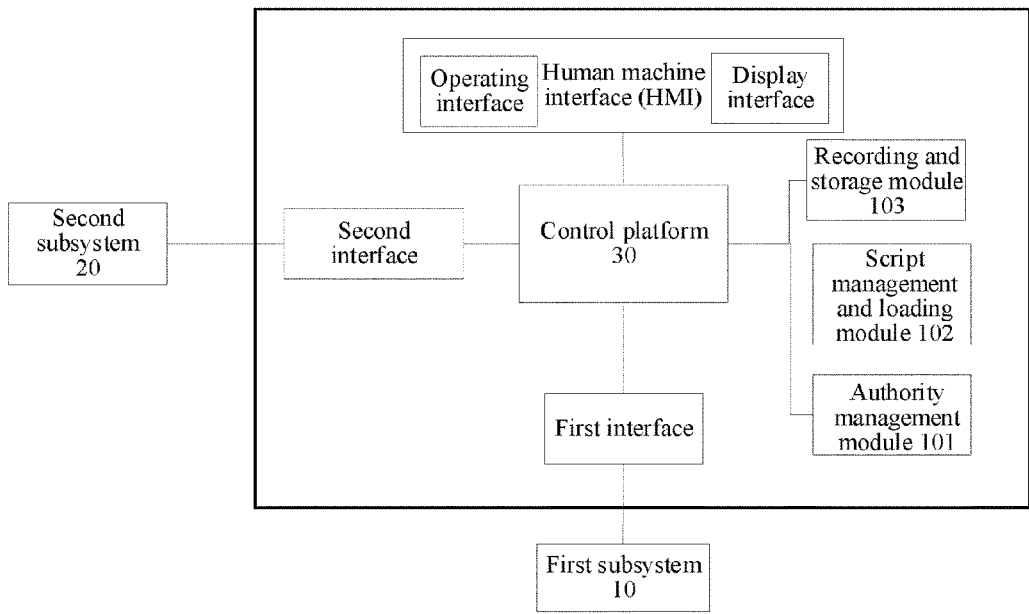 Operating
interface
Human machine
interface (HMI)
Display
interface
Recording and
storage module
103
Second
subsystem
20
Second
interface
Control platform
30
Script
management
and loading
module 102
Authority
management
module 101
First interface
First subsystem
10